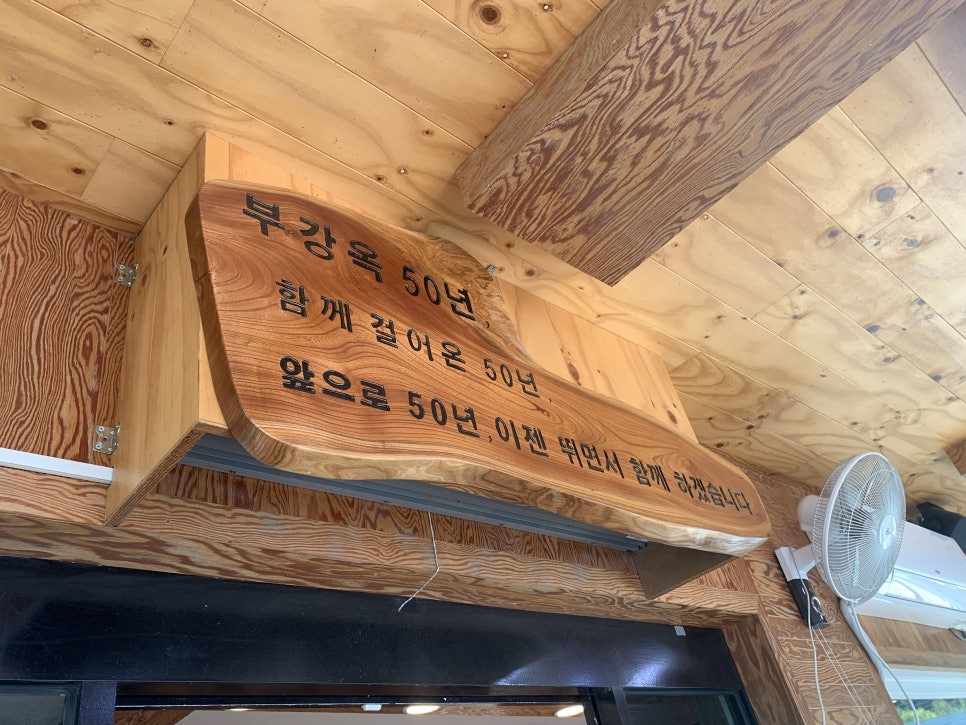 부강옥 50년,
함께 걸어온 50년,
앞으로 50년, 이젠 뛰면서 함께 하겠습니다